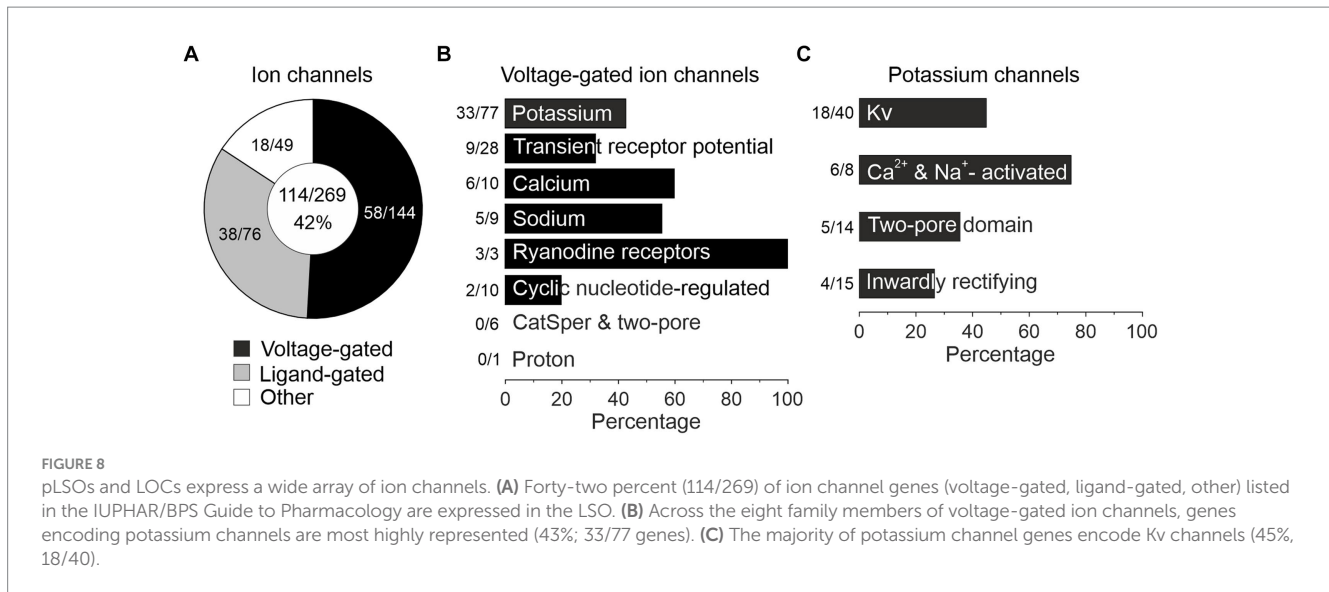 A
Ion channels
18/49
114/269
42%
58/144
38/76
Voltage-gated
Ligand-gated
Other
B
Voltage-gated ion channels
33/77 Potassium
9/28 Transient receptor potential
6/10 Calcium
5/9 Sodium
3/3 Ryanodine receptors
2/10 Cyclic nucleotide-regulated
0/6 CatSper & two-pore
0/1 Proton
0 20 40 60 80 100
Percentage
C
Potassium channels
18/40 Kv
6/8 Ca²⁺ & Na⁺- activated
5/14 Two-pore domain
4/15 Inwardly rectifying
0 20 40 60 80 100
Percentage
FIGURE 8
pLSOs and LOCs express a wide array of ion channels. (A) Forty-two percent (114/269) of ion channel genes (voltage-gated, ligand-gated, other) listed
in the IUPHAR/BPS Guide to Pharmacology are expressed in the LSO. (B) Across the eight family members of voltage-gated ion channels, genes
encoding potassium channels are most highly represented (43%; 33/77 genes). (C) The majority of potassium channel genes encode Kv channels (45%,
18/40).